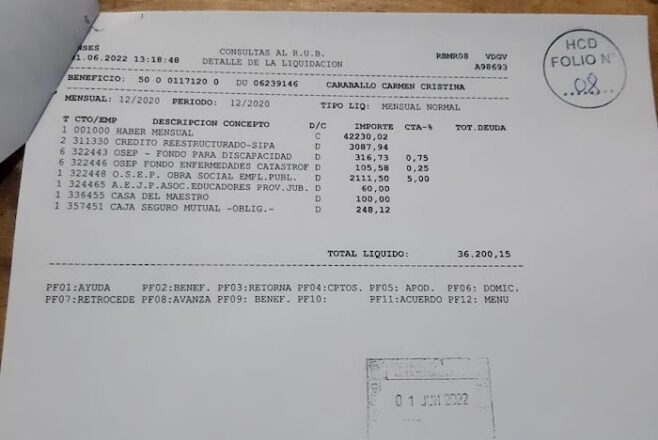 NSES
01.06.2022 13:18:48 CONSULTAS AL R.U.B. RBMR08 VDGV
DETALLE DE LA LIQUIDACION A98693
HCD
FOLIO N°
08
BENEFICIO: 50 0 0117120 0 DU 06239146 CARABALLO CARMEN CRISTINA
MENSUAL: 12/2020 PERIODO: 12/2020 TIPO LIQ: MENSUAL NORMAL
T CTO/EMP DESCRIPCION CONCEPTO D/C IMPORTE CTA-% TOT.DEUDA
1 001000 HABER MENSUAL C 42230,02
2 311330 CREDITO REESTRUCTURADO-SIPA D 3087,94
6 322443 OSEP - FONDO PARA DISCAPACIDAD D 316,73 0,75
6 322446 OSEP FONDO ENFERMEDADES CATASTROF D 105,58 0,25
1 322448 O.S.E.P. OBRA SOCIAL EMPL.PUBL. D 2111,50 5,00
1 324465 A.E.J.P.ASOC.EDUCADORES PROV.JUB. D 60,00
1 336455 CASA DEL MAESTRO D 100,00
1 357451 CAJA SEGURO MUTUAL -OBLIG.- D 248,12
TOTAL LIQUIDO: 36.200,15
PF01:AYUDA PF02:BENEF. PF03:RETORNA PF04:CPTOS. PF05: APOD. PF06: DOMIC.
PF07:RETROCEDE PF08:AVANZA PF09: BENEF. PF10: PF11:ACUERDO PF12: MENU
01 JUN 2022